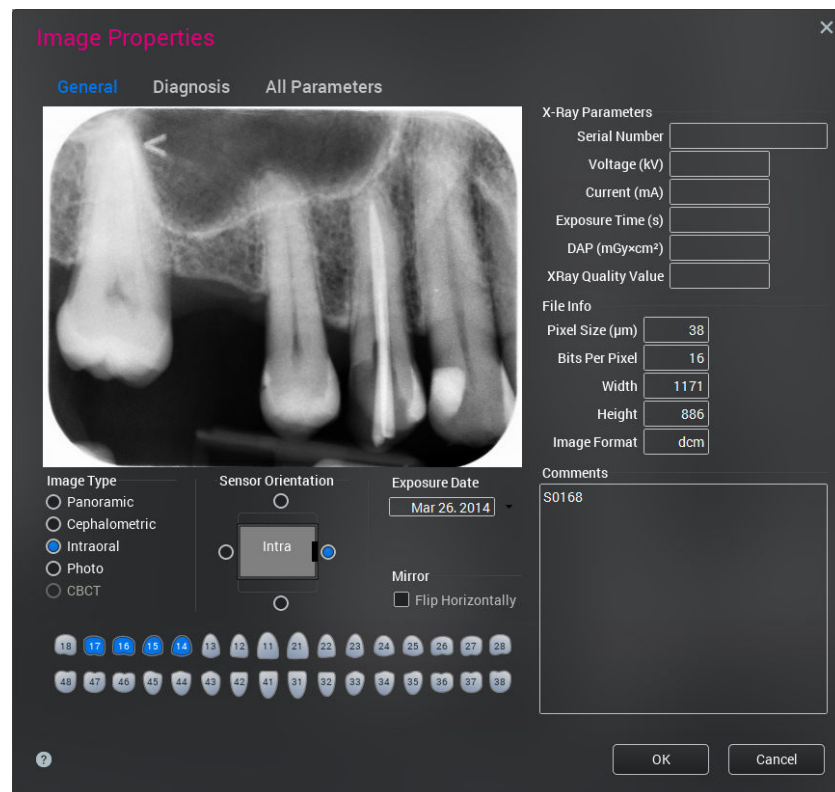 Image Properties
General Diagnosis All Parameters
X-Ray Parameters
Serial Number
Voltage (kV)
Current (mA)
Exposure Time (s)
DAP (mGy×cm²)
XRay Quality Value
File Info
Pixel Size (µm) 38
Bits Per Pixel 16
Width 1171
Height 886
Image Format dcm
Comments
S0168
Image Type
Panoramic
Cephalometric
Intraoral
Photo
CBCT
Sensor Orientation
Intra
Exposure Date
Mar 26. 2014
Mirror
Flip Horizontally
18 17 16 15 14 13 12 11 21 22 23 24 25 26 27 28
48 47 46 45 44 43 42 41 31 32 33 34 35 36 37 38
?
OK Cancel